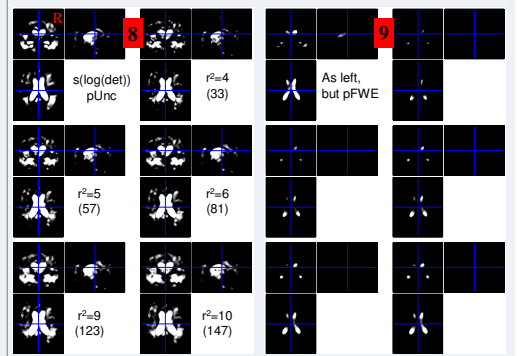 R
8
s(log(det))
pUnc
r²=4
(33)
9
As left,
but pFWE
r²=5
(57)
r²=6
(81)
r²=9
(123)
r²=10
(147)